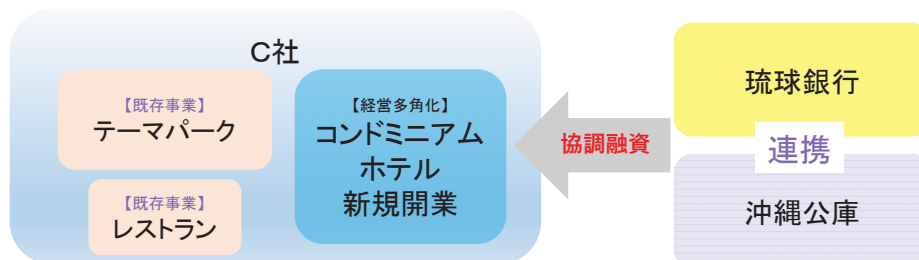 C社
【既存事業】
テーマパーク
【既存事業】
レストラン
【経営多角化】
コンドミニアム
ホテル
新規開業
協調融資
琉球銀行
連携
沖縄公庫